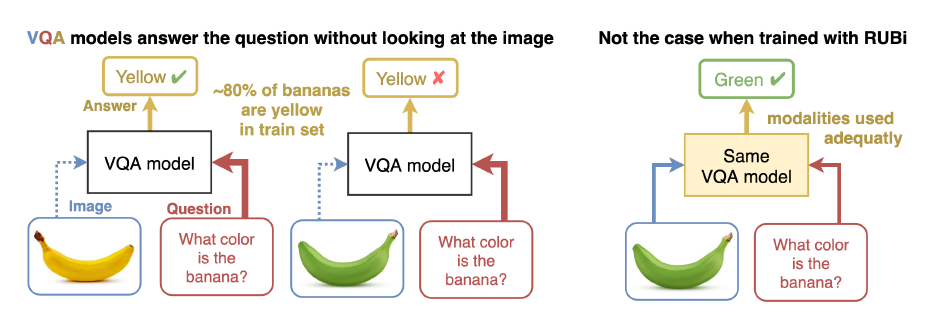 VQA models answer the question without looking at the image
Yellow ✔
Answer
~80% of bananas
are yellow
in train set
Yellow ✘
VQA model
VQA model
Image
Question
What color
is the
banana?
What color
is the
banana?
Not the case when trained with RUBi
Green ✔
modalities used
adequatly
Same
VQA model
What color
is the
banana?